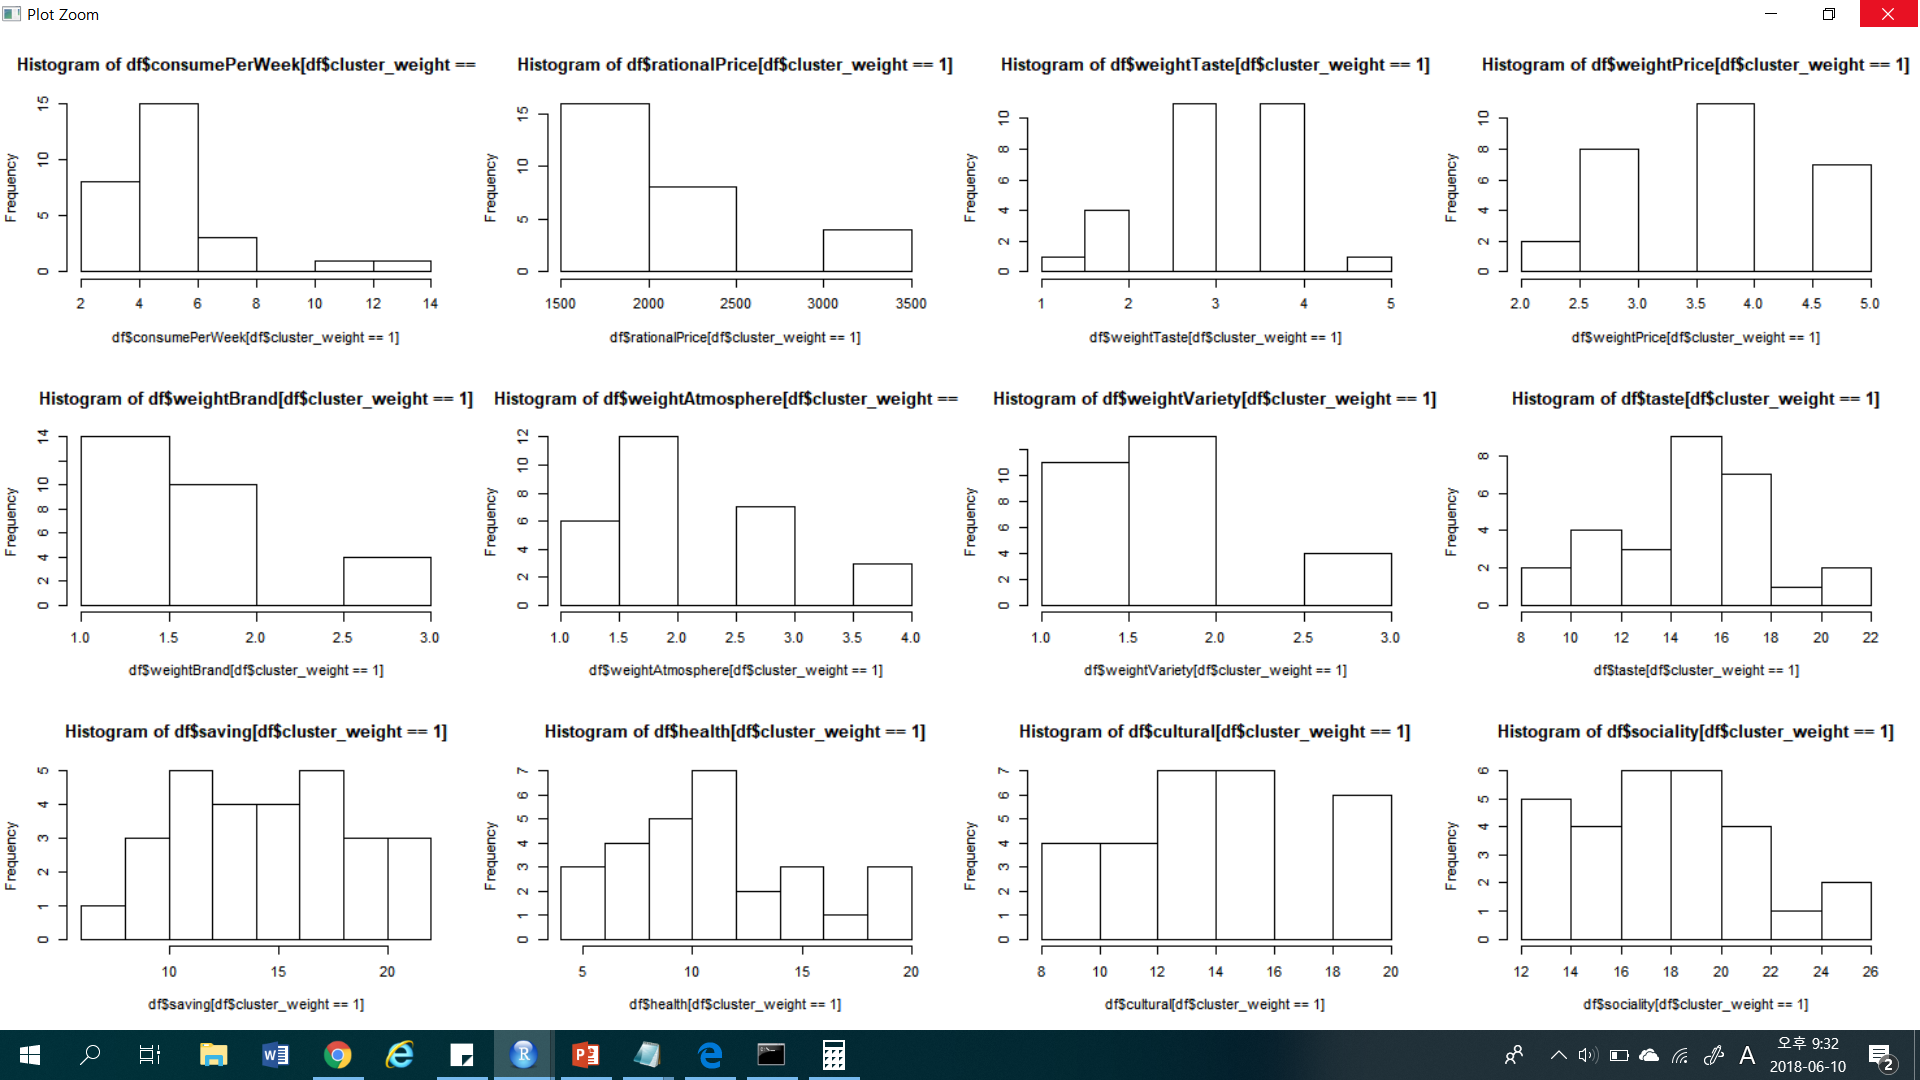 Plot Zoom
Histogram of df$consumePerWeek[df$cluster_weight ==
Frequency
0 5 10 15
2 4 6 8 10 12 14
df$consumePerWeek[df$cluster_weight == 1]
Histogram of df$rationalPrice[df$cluster_weight == 1]
Frequency
0 5 10 15
1500 2000 2500 3000 3500
df$rationalPrice[df$cluster_weight == 1]
Histogram of df$weightTaste[df$cluster_weight == 1]
Frequency
0 2 4 6 8 10
1 2 3 4 5
df$weightTaste[df$cluster_weight == 1]
Histogram of df$weightPrice[df$cluster_weight == 1]
Frequency
0 2 4 6 8 10
2.0 2.5 3.0 3.5 4.0 4.5 5.0
df$weightPrice[df$cluster_weight == 1]
Histogram of df$weightBrand[df$cluster_weight == 1]
Frequency
0 2 4 6 8 10 14
1.0 1.5 2.0 2.5 3.0
df$weightBrand[df$cluster_weight == 1]
Histogram of df$weightAtmosphere[df$cluster_weight ==
Frequency
0 2 4 6 8 10 12
1.0 1.5 2.0 2.5 3.0 3.5 4.0
df$weightAtmosphere[df$cluster_weight == 1]
Histogram of df$weightVariety[df$cluster_weight == 1]
Frequency
0 2 4 6 8 10
1.0 1.5 2.0 2.5 3.0
df$weightVariety[df$cluster_weight == 1]
Histogram of df$taste[df$cluster_weight == 1]
Frequency
0 2 4 6 8
8 10 12 14 16 18 20 22
df$taste[df$cluster_weight == 1]
Histogram of df$saving[df$cluster_weight == 1]
Frequency
0 1 2 3 4 5
10 15 20
df$saving[df$cluster_weight == 1]
Histogram of df$health[df$cluster_weight == 1]
Frequency
0 1 2 3 4 5 6 7
5 10 15 20
df$health[df$cluster_weight == 1]
Histogram of df$cultural[df$cluster_weight == 1]
Frequency
0 1 2 3 4 5 6 7
8 10 12 14 16 18 20
df$cultural[df$cluster_weight == 1]
Histogram of df$sociality[df$cluster_weight == 1]
Frequency
0 1 2 3 4 5 6
12 14 16 18 20 22 24 26
df$sociality[df$cluster_weight == 1]
A
오후 9:32
2018-06-10
2